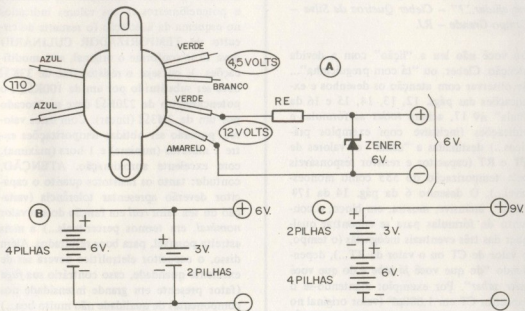 VERDE
AZUL
4,5 VOLTS
BRANCO
110
VERDE
RE
AZUL
12 VOLTS
AMARELO
ZENER
6V.
6V.
A
B
4 PILHAS
6V.
3V.
2 PILHAS
6V.
C
2 PILHAS
3V.
4 PILHAS
6V.
9V.